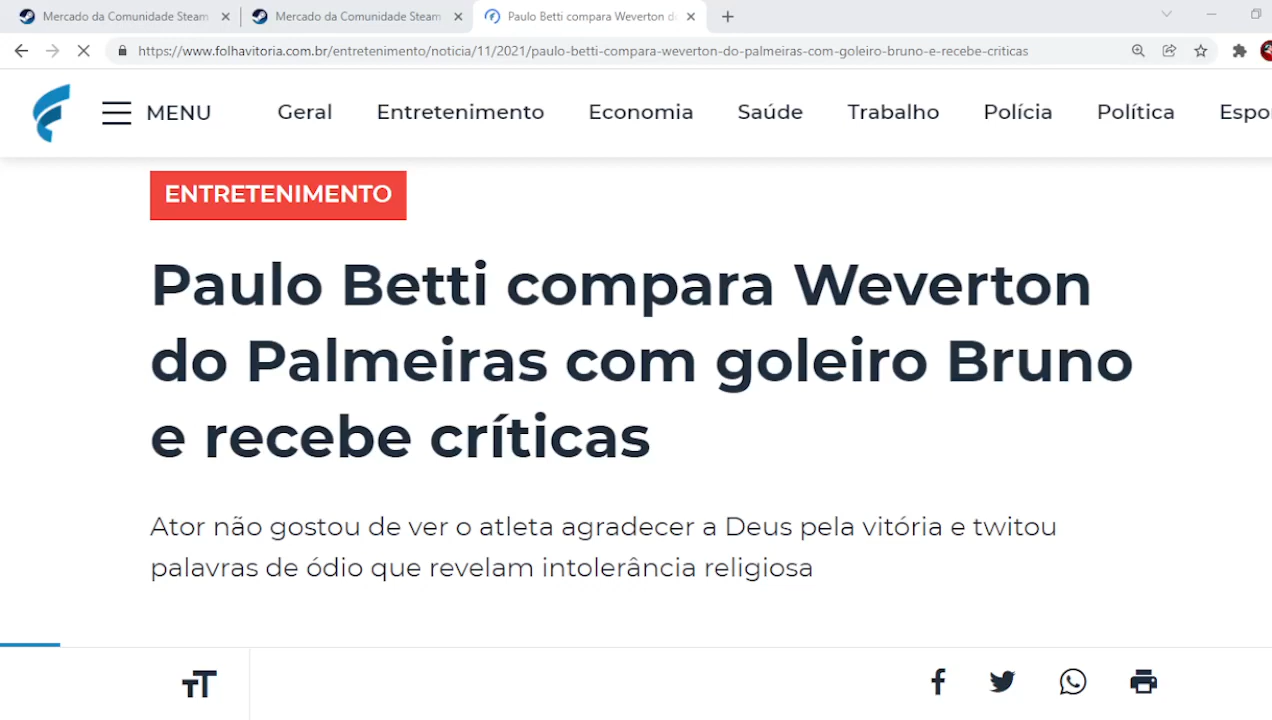 Mercado da Comunidade Steam
Mercado da Comunidade Steam
Paulo Betti compara Weverton do
https://www.folhavitoria.com.br/entretenimento/noticia/11/2021/paulo-betti-compara-weverton-do-palmeiras-com-goleiro-bruno-e-recebe-criticas
MENU Geral Entretenimento Economia Saúde Trabalho Polícia Política Espo
ENTRETENIMENTO
Paulo Betti compara Weverton
do Palmeiras com goleiro Bruno
e recebe críticas
Ator não gostou de ver o atleta agradecer a Deus pela vitória e twitou
palavras de ódio que revelam intolerância religiosa
TT